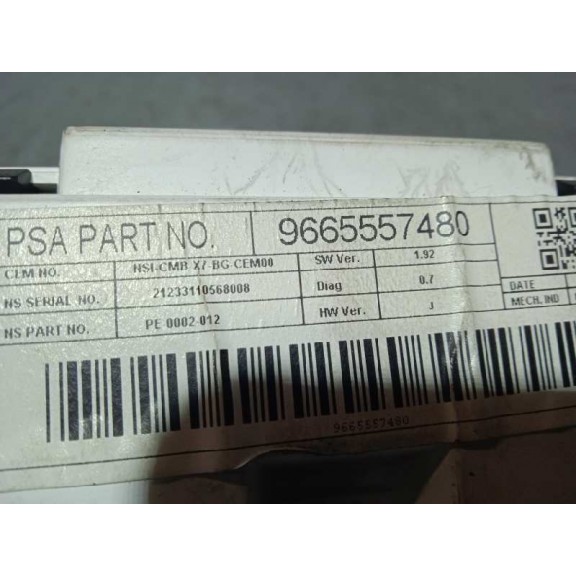 PSA PART NO. 9665557480
CLM NO. NSI-CMB X7-BG-CEM00 SW Ver. 1.92
NS SERIAL NO. 21233110568008 Diag 0.7 DATE
NS PART NO. PE 0002-012 HW Ver. J MECH. IND
9665557480